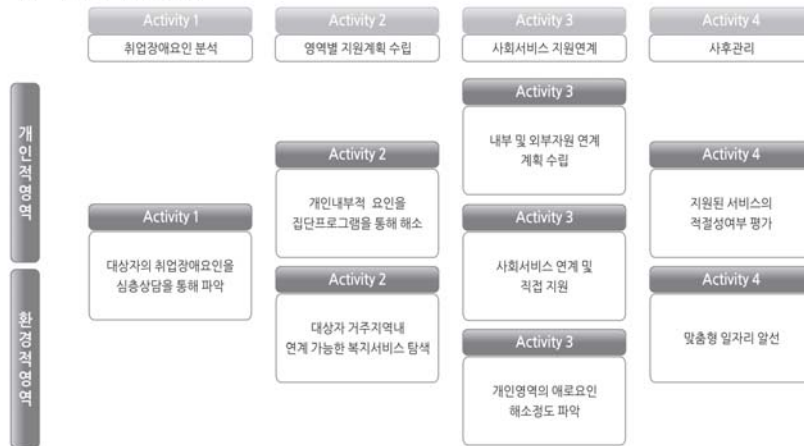 Activity 1
Activity 2
Activity 3
Activity 4
취업장애요인 분석
영역별 지원계획 수립
사회서비스 지원연계
사후관리
개인적영역
환경적영역
Activity 1
대상자의 취업장애요인을
심층상담을 통해 파악
Activity 2
개인내부적 요인을
집단프로그램을 통해 해소
Activity 2
대상자 거주지역내
연계 가능한 복지서비스 탐색
Activity 3
내부 및 외부자원 연계
계획 수립
Activity 3
사회서비스 연계 및
직접 지원
Activity 3
개인영역의 애로요인
해소정도 파악
Activity 4
지원된 서비스의
적절성여부 평가
Activity 4
맞춤형 일자리 알선